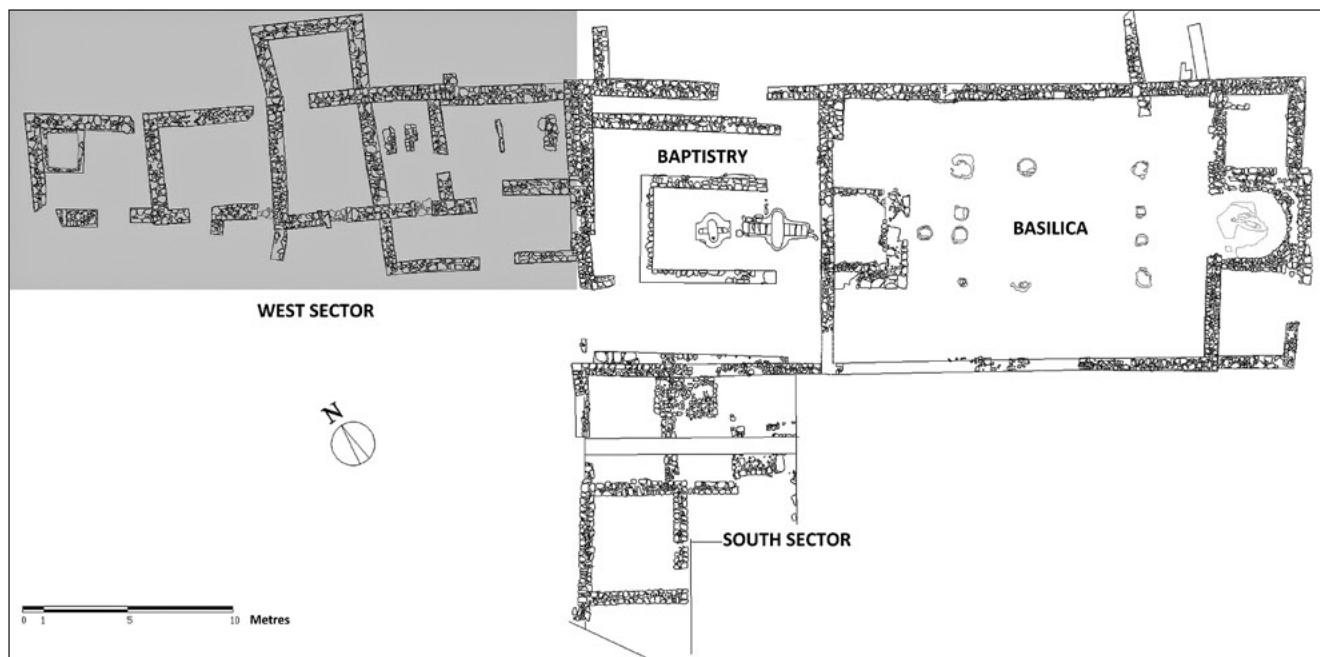 BAPTISTRY
BASILICA
WEST SECTOR
N
SOUTH SECTOR
0 1 5 10 Metres